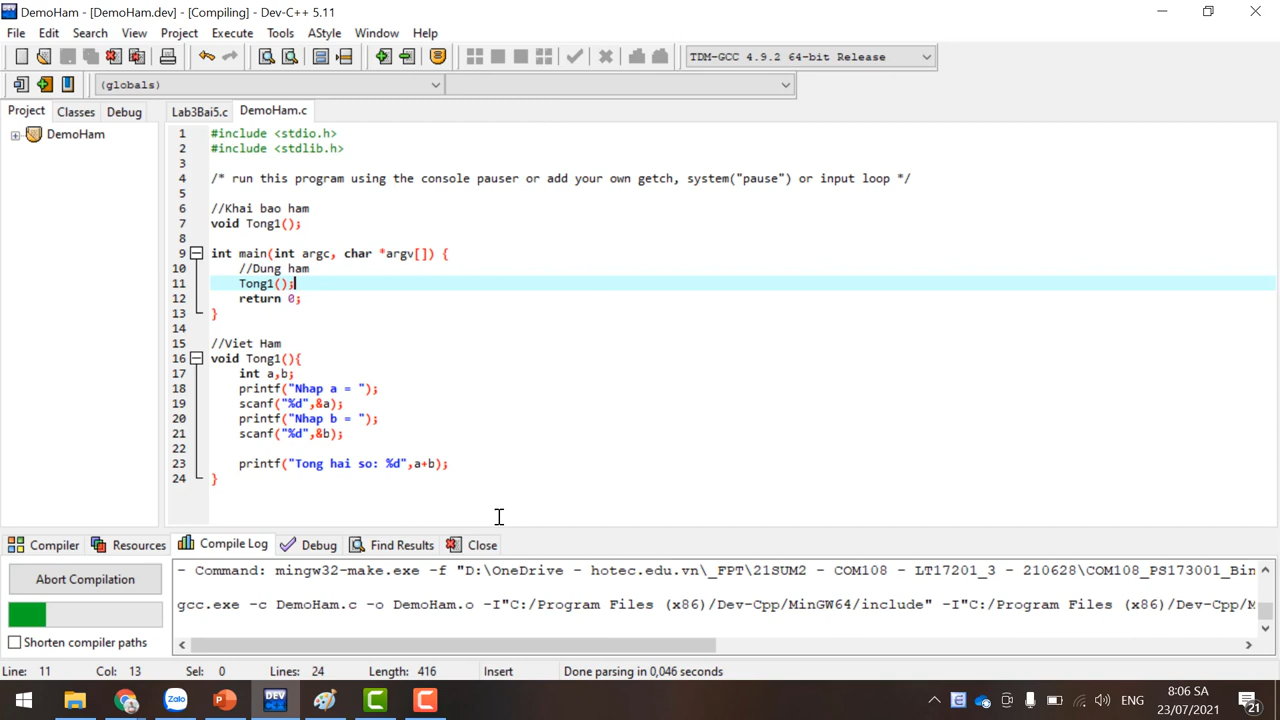 DemoHam - [DemoHam.dev] - [Compiling] - Dev-C++ 5.11
File Edit Search View Project Execute Tools AStyle Window Help
TDM-GCC 4.9.2 64-bit Release
(globals)
Project Classes Debug Lab3Bai5.c DemoHam.c
DemoHam
1 #include <stdio.h>
2 #include <stdlib.h>
3
4 /* run this program using the console pauser or add your own getch, system("pause") or input loop */
5
6 //Khai bao ham
7 void Tong1();
8
9 int main(int argc, char *argv[]) {
10 //Dung ham
11 Tong1();
12 return 0;
13 }
14
15 //Viet Ham
16 void Tong1(){
17 int a,b;
18 printf("Nhap a = ");
19 scanf("%d",&a);
20 printf("Nhap b = ");
21 scanf("%d",&b);
22
23 printf("Tong hai so: %d",a+b);
24 }
Compiler Resources Compile Log Debug Find Results Close
Abort Compilation
- Command: mingw32-make.exe -f "D:\OneDrive - hotec.edu.vn\_FPT\21SUM2 - COM108 - LT17201_3 - 210628\COM108_PS173001_Bin
gcc.exe -c DemoHam.c -o DemoHam.o -I"C:/Program Files (x86)/Dev-Cpp/MinGW64/include" -I"C:/Program Files (x86)/Dev-Cpp/M
Shorten compiler paths
Line: 11 Col: 13 Sel: 0 Lines: 24 Length: 416 Insert Done parsing in 0,046 seconds
Zalo DEV ENG 8:06 SA
23/07/2021 21